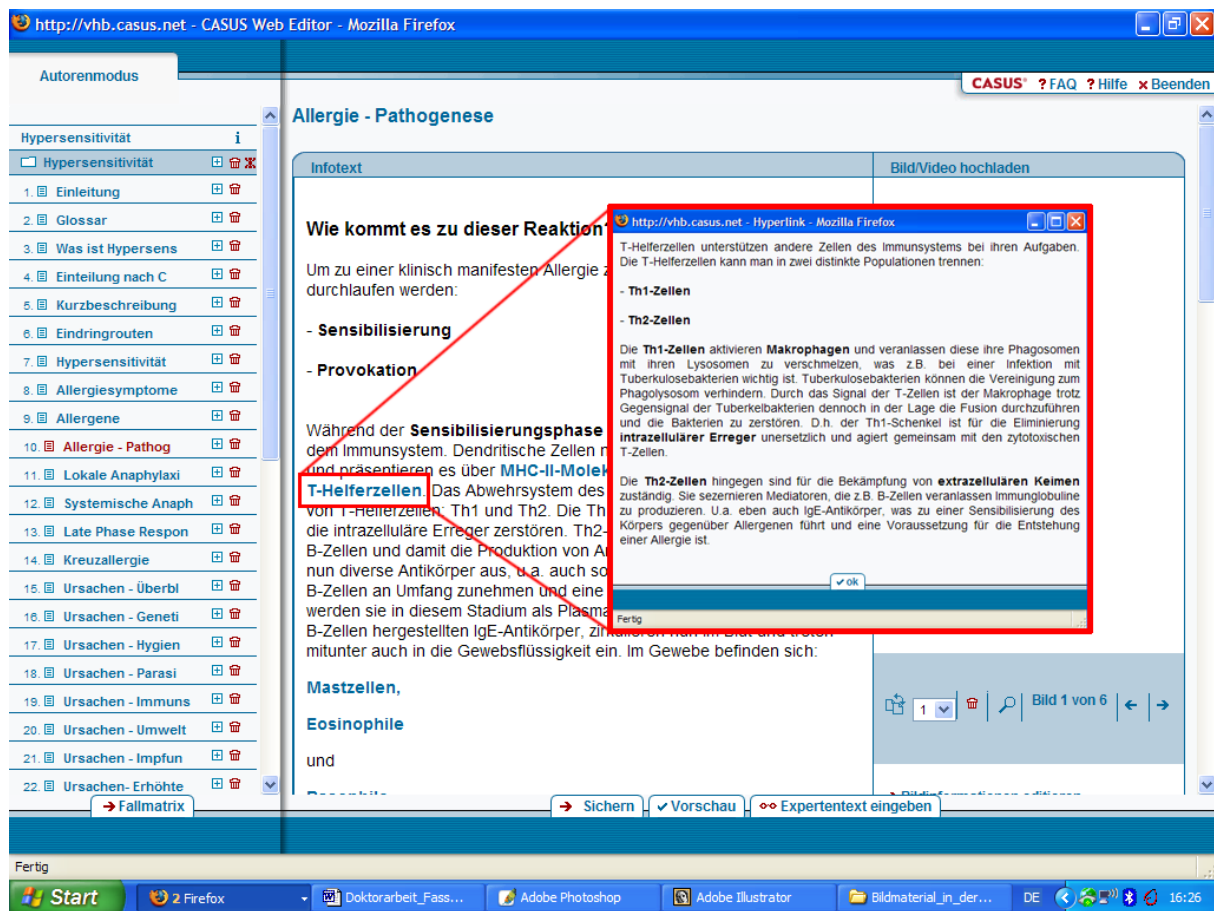 http://vhb.casus.net - CASUS Web Editor - Mozilla Firefox
Autorenmodus
CASUS® ? FAQ ? Hilfe x Beenden
Hypersensitivität i
Hypersensitivität
1. Einleitung
2. Glossar
3. Was ist Hypersens
4. Einteilung nach C
5. Kurzbeschreibung
6. Eindringrouten
7. Hypersensitivität
8. Allergiesymptome
9. Allergene
10. Allergie - Pathog
11. Lokale Anaphylaxi
12. Systemische Anaph
13. Late Phase Respon
14. Kreuzallergie
15. Ursachen - Überbl
16. Ursachen - Geneti
17. Ursachen - Hygien
18. Ursachen - Parasi
19. Ursachen - Immuns
20. Ursachen - Umwelt
21. Ursachen - Impfun
22. Ursachen- Erhöhte
Fallmatrix
Allergie - Pathogenese
Infotext
Bild/Video hochladen
Wie kommt es zu dieser Reaktion?
Um zu einer klinisch manifesten Allergie
durchlaufen werden:
- Sensibilisierung
- Provokation
Während der Sensibilisierungsphase
dem Immunsystem. Dendritische Zellen
und präsentieren es über MHC-II-Molek
T-Helferzellen. Das Abwehrsystem des
von T-Helferzellen: Th1 und Th2. Die Th
die intrazelluläre Erreger zerstören. Th2-
B-Zellen und damit die Produktion von
nun diverse Antikörper aus, u.a. auch so
B-Zellen an Umfang zunehmen und eine
werden sie in diesem Stadium als Plasma
B-Zellen hergestellten IgE-Antikörper, zirkulieren nun im Blut und treten
mitunter auch in die Gewebsflüssigkeit ein. Im Gewebe befinden sich:
Mastzellen,
Eosinophile
und
http://vhb.casus.net - Hyperlink - Mozilla Firefox
T-Helferzellen unterstützen andere Zellen des Immunsystems bei ihren Aufgaben.
Die T-Helferzellen kann man in zwei distinkte Populationen trennen:
- Th1-Zellen
- Th2-Zellen
Die Th1-Zellen aktivieren Makrophagen und veranlassen diese ihre Phagosomen
mit ihren Lysosomen zu verschmelzen, was z.B. bei einer Infektion mit
Tuberkulosebakterien wichtig ist. Tuberkulosebakterien können die Vereinigung zum
Phagolysosom verhindern. Durch das Signal der T-Zellen ist der Makrophage trotz
Gegensignal der Tuberkelbakterien dennoch in der Lage die Fusion durchzuführen
und die Bakterien zu zerstören. D.h. der Th1-Schenkel ist für die Eliminierung
intrazellulärer Erreger unersetzlich und agiert gemeinsam mit den zytotoxischen
T-Zellen.
Die Th2-Zellen hingegen sind für die Bekämpfung von extrazellulären Keimen
zuständig. Sie sezernieren Mediatoren, die z.B. B-Zellen veranlassen Immunglobuline
zu produzieren. U.a. eben auch IgE-Antikörper, was zu einer Sensibilisierung des
Körpers gegenüber Allergenen führt und eine Voraussetzung für die Entstehung
einer Allergie ist.
ok
Fertig
1 Bild 1 von 6
Sichern Vorschau Expertentext eingeben
Fertig
Start 2 Firefox Doktorarbeit_Fass... Adobe Photoshop Adobe Illustrator Bildmaterial_in_der... DE 16:26